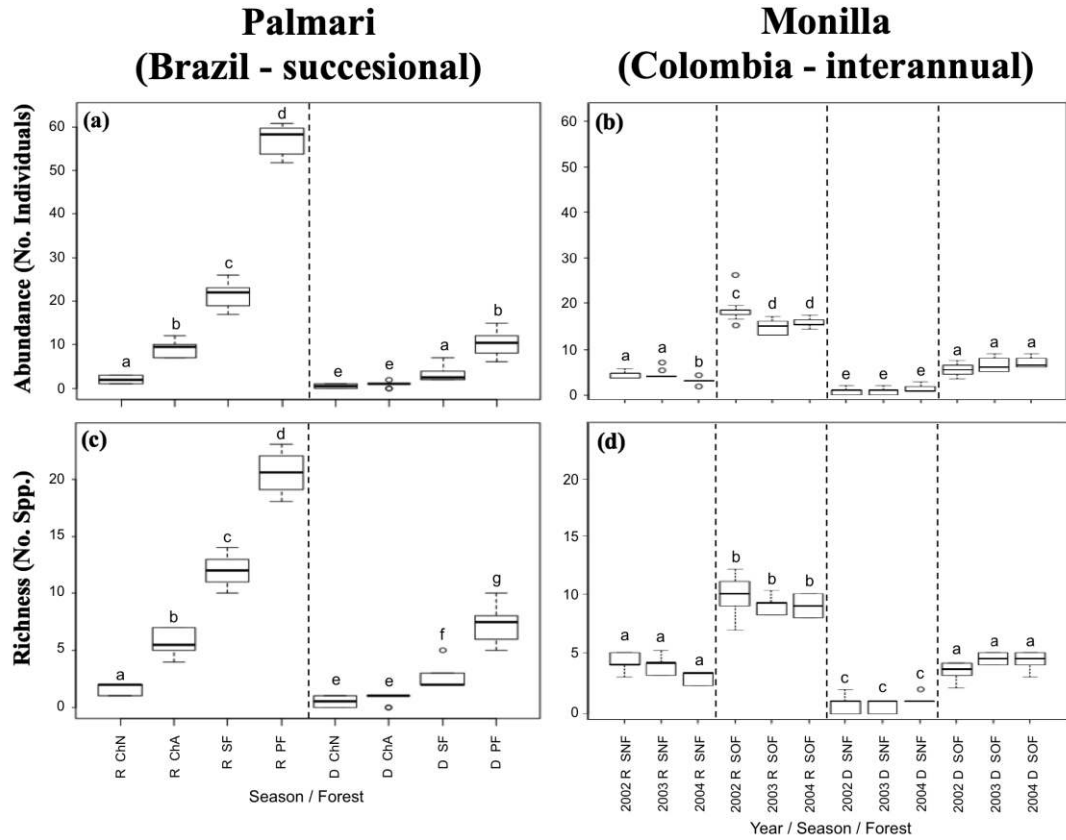 Palmari
(Brazil - succesional)
Monilla
(Colombia - interannual)
Abundance (No. Individuals)
(a)
60
50
40
30
20
10
0
a
b
c
d
e
e
a
b
(b)
60
50
40
30
20
10
0
a
a
b
c
d
d
e
e
e
a
a
a
Richness (No. Spp.)
(c)
20
15
10
5
0
a
b
c
d
e
e
f
g
R ChN
R ChA
R SF
R PF
D ChN
D ChA
D SF
D PF
Season / Forest
(d)
20
15
10
5
0
a
a
a
b
b
b
c
c
c
a
a
a
2002 R SNF
2003 R SNF
2004 R SNF
2002 R SOF
2003 R SOF
2004 R SOF
2002 D SNF
2003 D SNF
2004 D SNF
2002 D SOF
2003 D SOF
2004 D SOF
Year / Season / Forest